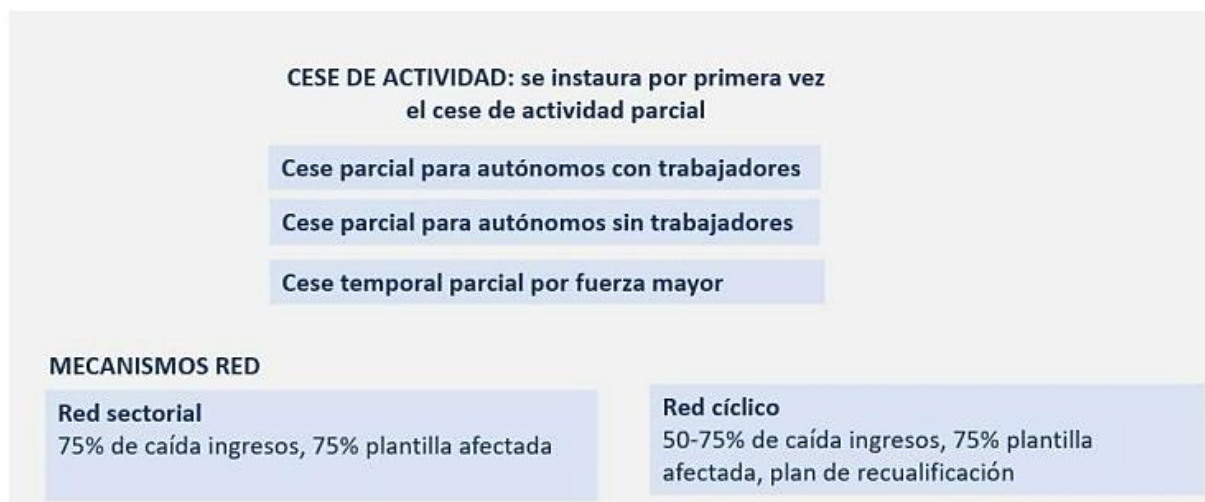 CESE DE ACTIVIDAD: se instaura por primera vez
el cese de actividad parcial
Cese parcial para autónomos con trabajadores
Cese parcial para autónomos sin trabajadores
Cese temporal parcial por fuerza mayor
MECANISMOS RED
Red sectorial
75% de caída ingresos, 75% plantilla afectada
Red cíclico
50-75% de caída ingresos, 75% plantilla
afectada, plan de recualificación